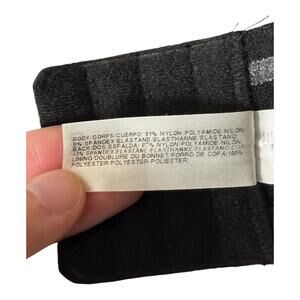 BODY:CORPS:CUERPO: 91% NYLON:POLYAMIDE:NILON
9% SPANDEX:ELASTANE:ELASTHANNE:ELASTANO
BACK:DOS:ESPALDA: 87% NYLON:POLYAMIDE:NILON
13% SPANDEX:ELASTANE:ELASTHANNE:ELASTANO CUP
LINING:DOUBLURE DU BONNET:FORRO DE COPA:100%
POLYESTER:POLYESTER:POLIESTER